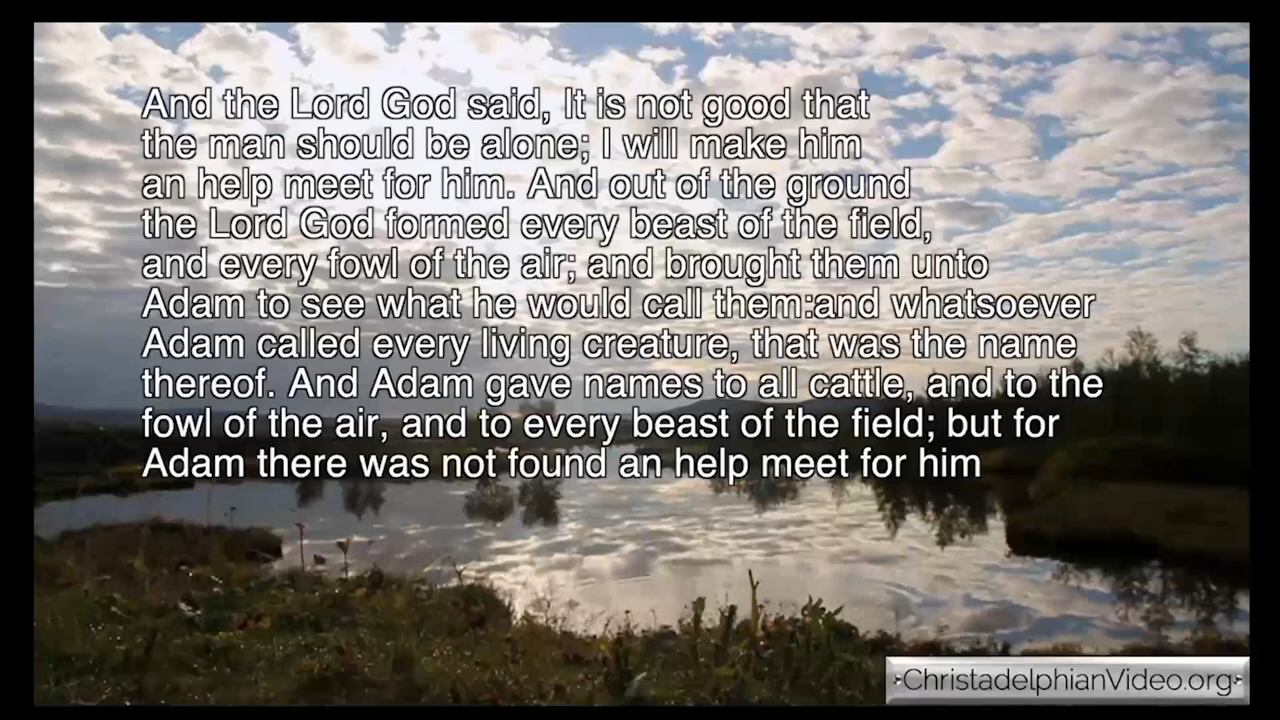 And the Lord God said, It is not good that
the man should be alone; I will make him
an help meet for him. And out of the ground
the Lord God formed every beast of the field,
and every fowl of the air; and brought them unto
Adam to see what he would call them:and whatsoever
Adam called every living creature, that was the name
thereof. And Adam gave names to all cattle, and to the
fowl of the air, and to every beast of the field; but for
Adam there was not found an help meet for him
ChristadelphianVideo.org